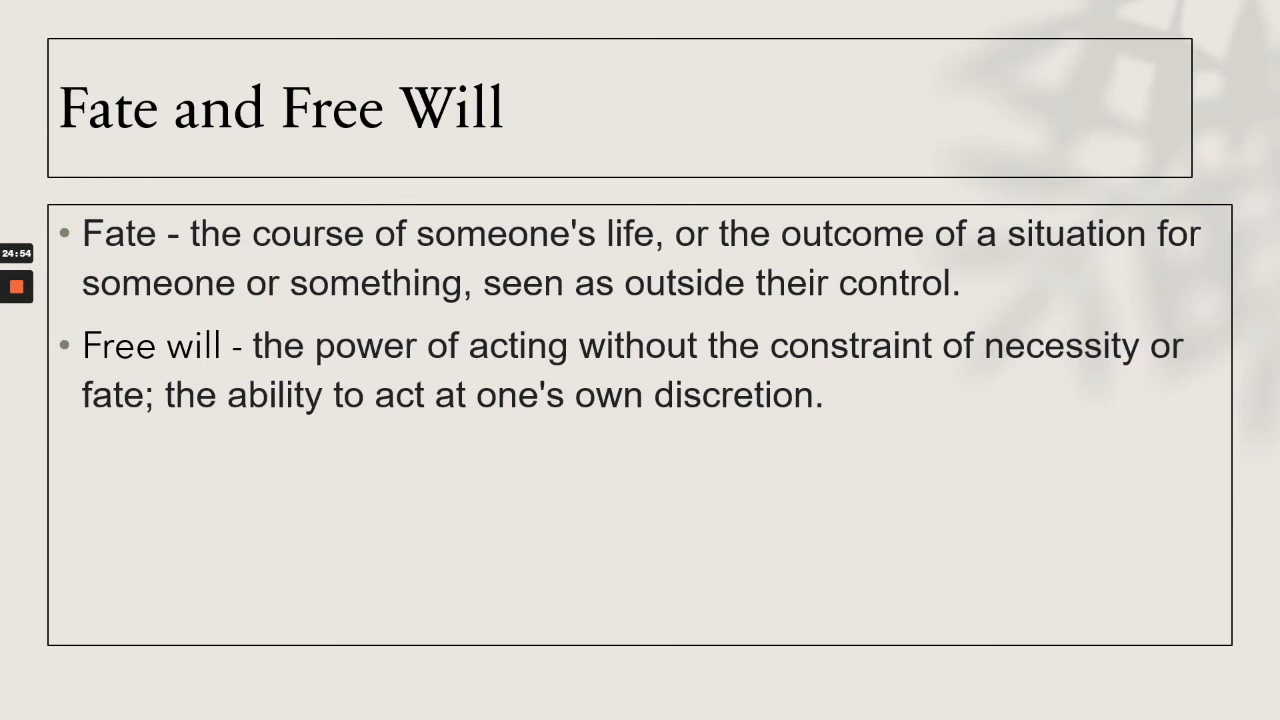 Fate and Free Will
• Fate - the course of someone's life, or the outcome of a situation for
someone or something, seen as outside their control.
24:54
• Free will - the power of acting without the constraint of necessity or
fate; the ability to act at one's own discretion.